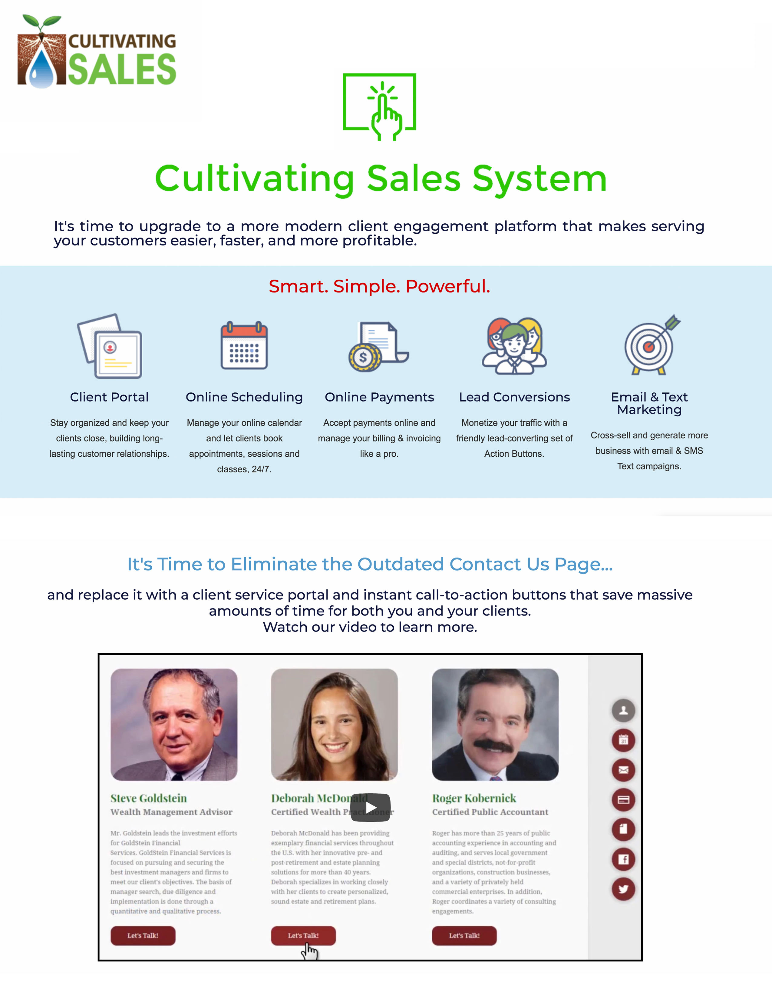 CULTIVATING
SALES
Cultivating Sales System
It's time to upgrade to a more modern client engagement platform that makes serving
your customers easier, faster, and more profitable.
Smart. Simple. Powerful.
Client Portal
Stay organized and keep your
clients close, building long-
lasting customer relationships.
Online Scheduling
Manage your online calendar
and let clients book
appointments, sessions and
classes, 24/7.
$
Online Payments
Accept payments online and
manage your billing & invoicing
like a pro.
Lead Conversions
Monetize your traffic with a
friendly lead-converting set of
Action Buttons.
Email & Text
Marketing
Cross-sell and generate more
business with email & SMS
Text campaigns.
It's Time to Eliminate the Outdated Contact Us Page...
and replace it with a client service portal and instant call-to-action buttons that save massive
amounts of time for both you and your clients.
Watch our video to learn more.
Steve Goldstein
Wealth Management Advisor
Mr. Goldstein leads the investment efforts
for GoldStein Financial
Services. GoldStein Financial Services is
focused on pursuing and securing the
best investment managers and firms to
meet our client's objectives. The basis of
manager search, due diligence and
implementation is done through a
quantitative and qualitative process.
Let's Talk!
Deborah McDonald
Certified Wealth Practitioner
Deborah McDonald has been providing
exemplary financial services throughout
the U.S. with her innovative pre- and
post-retirement and estate planning
solutions for more than 40 years.
Deborah specializes in working closely
with her clients to create personalized,
sound estate and retirement plans.
Let's Talk!
Roger Kobernick
Certified Public Accountant
Roger has more than 25 years of public
accounting experience in accounting and
auditing, and serves local government
and special districts, not-for-profit
organizations, construction businesses,
and a variety of privately held
commercial enterprises. In addition,
Roger coordinates a variety of consulting
engagements.
Let's Talk!
31
f